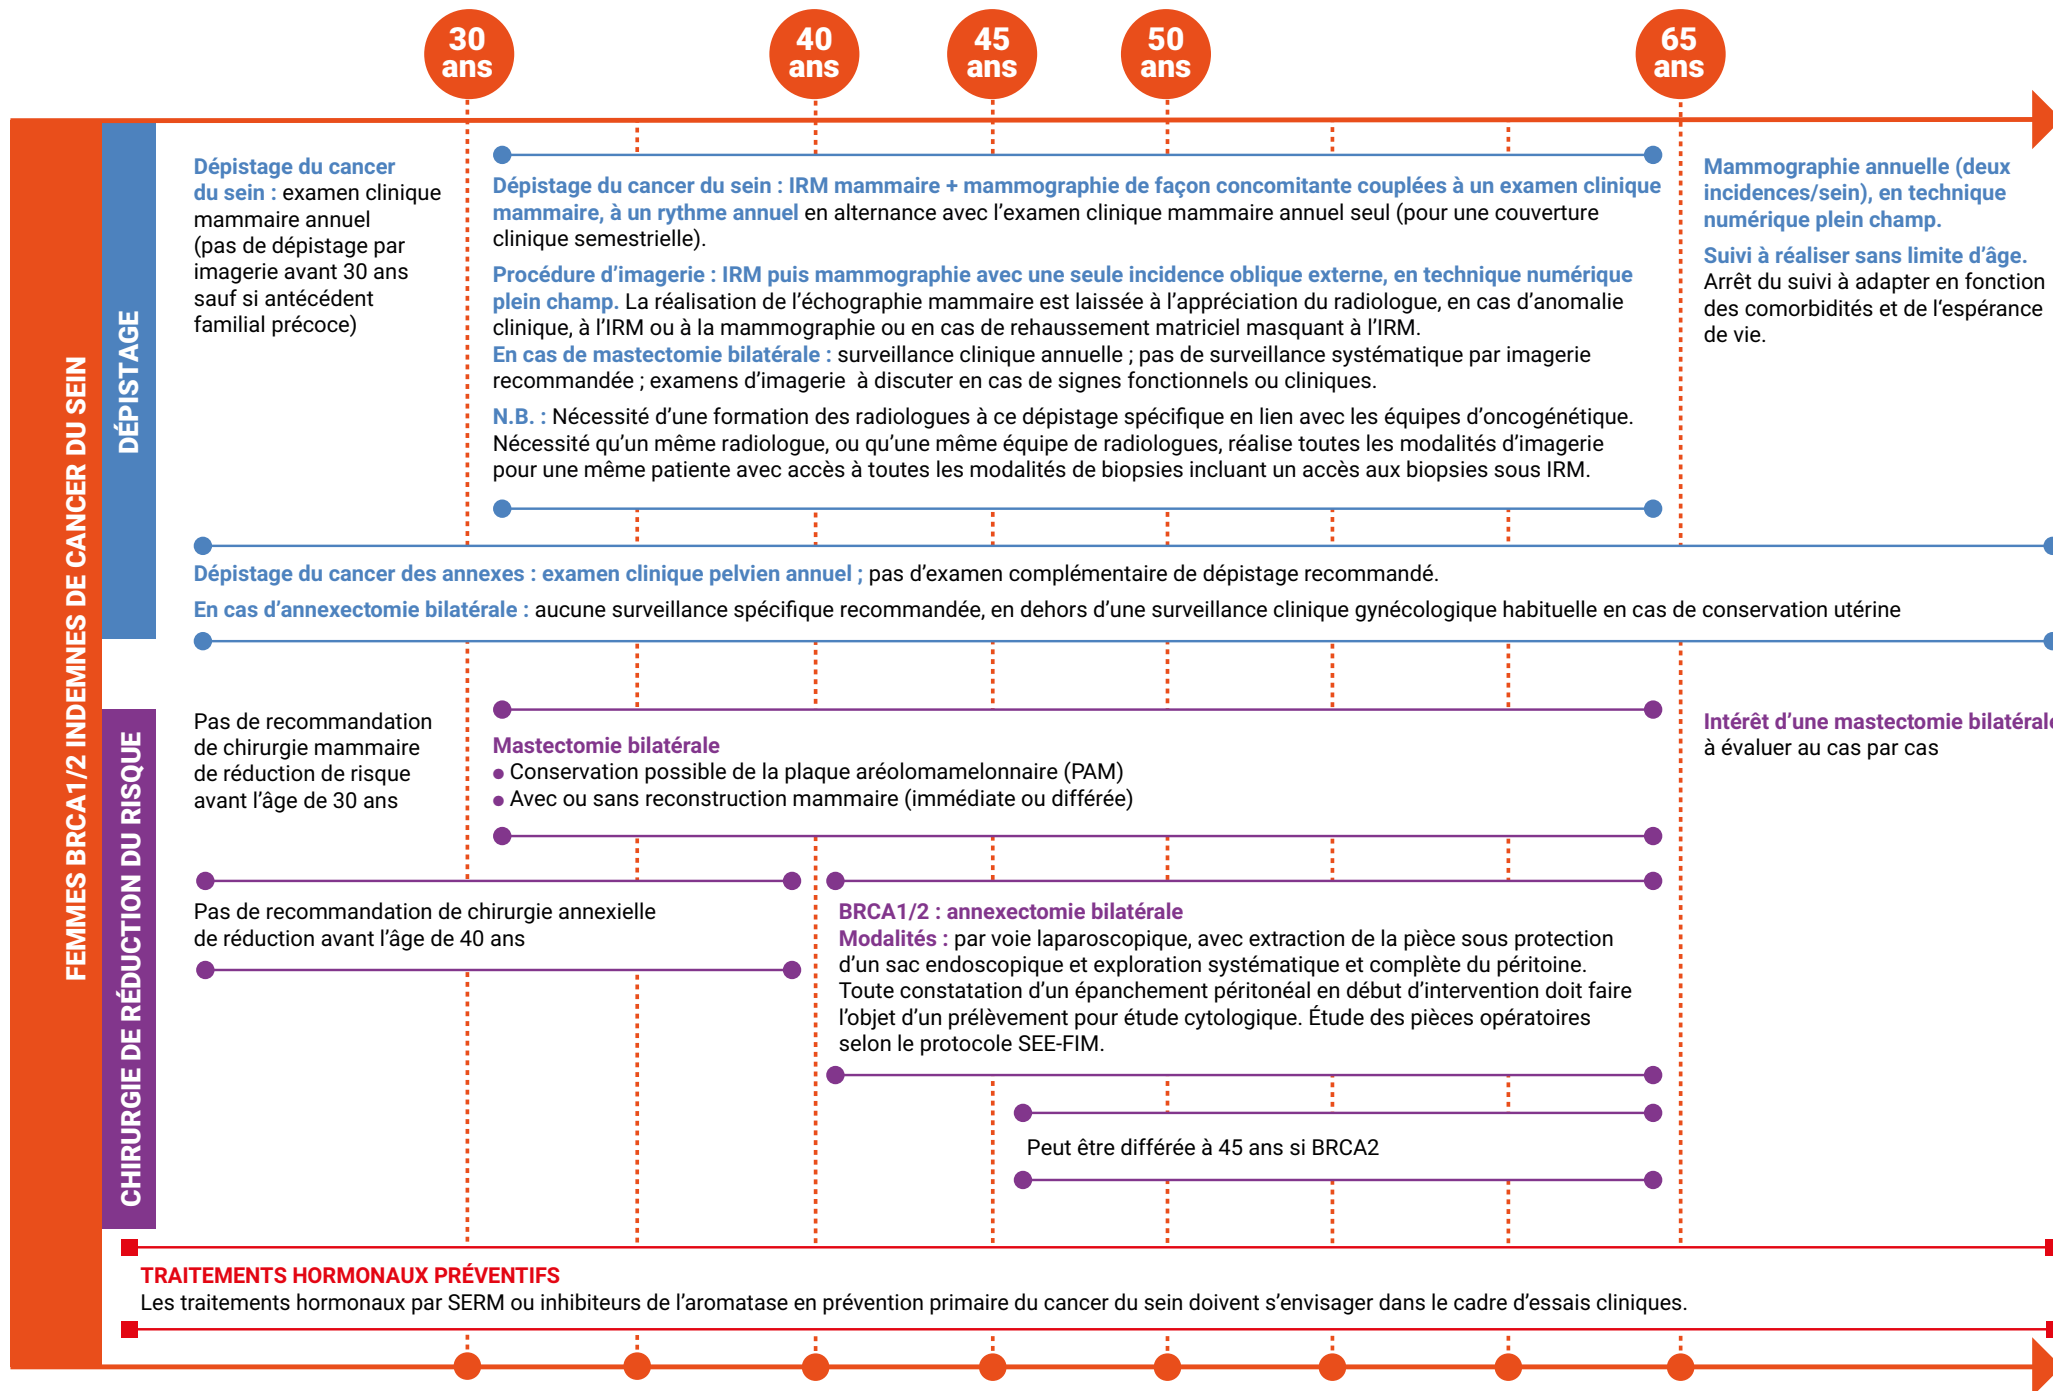 30
ans
40
ans
45
ans
50
ans
65
ans
FEMMES BRCA1/2 INDEMNES DE CANCER DU SEIN
DÉPISTAGE
Dépistage du cancer
du sein : examen clinique
mammaire annuel
(pas de dépistage par
imagerie avant 30 ans
sauf si antécédent
familial précoce)
Dépistage du cancer du sein : IRM mammaire + mammographie de façon concomitante couplées à un examen clinique
mammaire, à un rythme annuel en alternance avec l’examen clinique mammaire annuel seul (pour une couverture
clinique semestrielle).
Procédure d’imagerie : IRM puis mammographie avec une seule incidence oblique externe, en technique numérique
plein champ. La réalisation de l’échographie mammaire est laissée à l’appréciation du radiologue, en cas d’anomalie
clinique, à l’IRM ou à la mammographie ou en cas de rehaussement matriciel masquant à l’IRM.
En cas de mastectomie bilatérale : surveillance clinique annuelle ; pas de surveillance systématique par imagerie
recommandée ; examens d’imagerie à discuter en cas de signes fonctionnels ou cliniques.
N.B. : Nécessité d’une formation des radiologues à ce dépistage spécifique en lien avec les équipes d’oncogénétique.
Nécessité qu’un même radiologue, ou qu’une même équipe de radiologues, réalise toutes les modalités d’imagerie
pour une même patiente avec accès à toutes les modalités de biopsies incluant un accès aux biopsies sous IRM.
Mammographie annuelle (deux
incidences/sein), en technique
numérique plein champ.
Suivi à réaliser sans limite d’âge.
Arrêt du suivi à adapter en fonction
des comorbidités et de l‘espérance
de vie.
Dépistage du cancer des annexes : examen clinique pelvien annuel ; pas d’examen complémentaire de dépistage recommandé.
En cas d’annexectomie bilatérale : aucune surveillance spécifique recommandée, en dehors d’une surveillance clinique gynécologique habituelle en cas de conservation utérine
CHIRURGIE DE RÉDUCTION DU RISQUE
Pas de recommandation
de chirurgie mammaire
de réduction de risque
avant l’âge de 30 ans
Mastectomie bilatérale
• Conservation possible de la plaque aréolomamelonnaire (PAM)
• Avec ou sans reconstruction mammaire (immédiate ou différée)
Intérêt d’une mastectomie bilatérale
à évaluer au cas par cas
Pas de recommandation de chirurgie annexielle
de réduction avant l’âge de 40 ans
BRCA1/2 : annexectomie bilatérale
Modalités : par voie laparoscopique, avec extraction de la pièce sous protection
d’un sac endoscopique et exploration systématique et complète du péritoine.
Toute constatation d’un épanchement péritonéal en début d’intervention doit faire
l’objet d’un prélèvement pour étude cytologique. Étude des pièces opératoires
selon le protocole SEE-FIM.
Peut être différée à 45 ans si BRCA2
TRAITEMENTS HORMONAUX PRÉVENTIFS
Les traitements hormonaux par SERM ou inhibiteurs de l’aromatase en prévention primaire du cancer du sein doivent s’envisager dans le cadre d’essais cliniques.